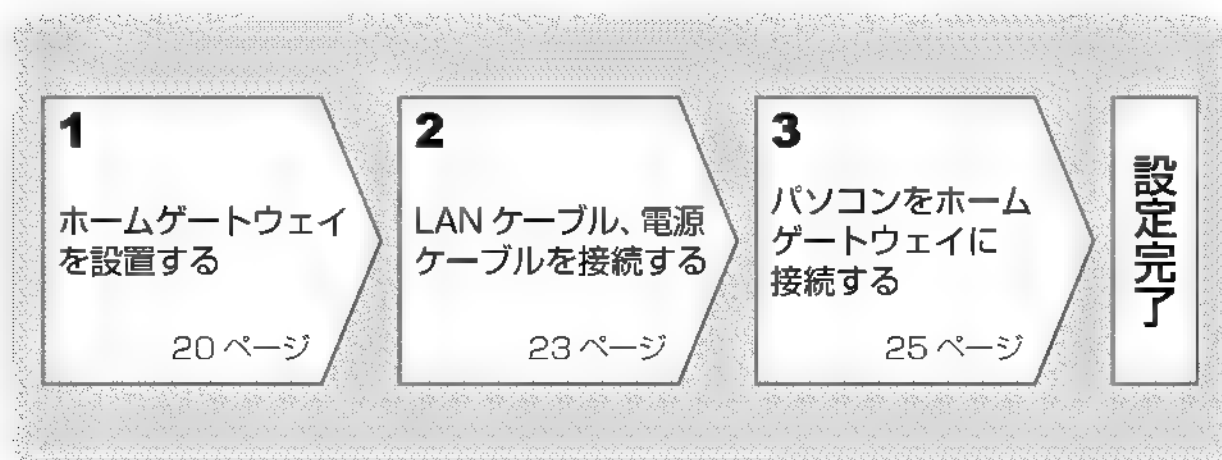 1
ホームゲートウェイ
を設置する
20 ページ
2
LAN ケーブル、電源
ケーブルを接続する
23 ページ
3
パソコンをホーム
ゲートウェイに
接続する
25 ページ
設定完了